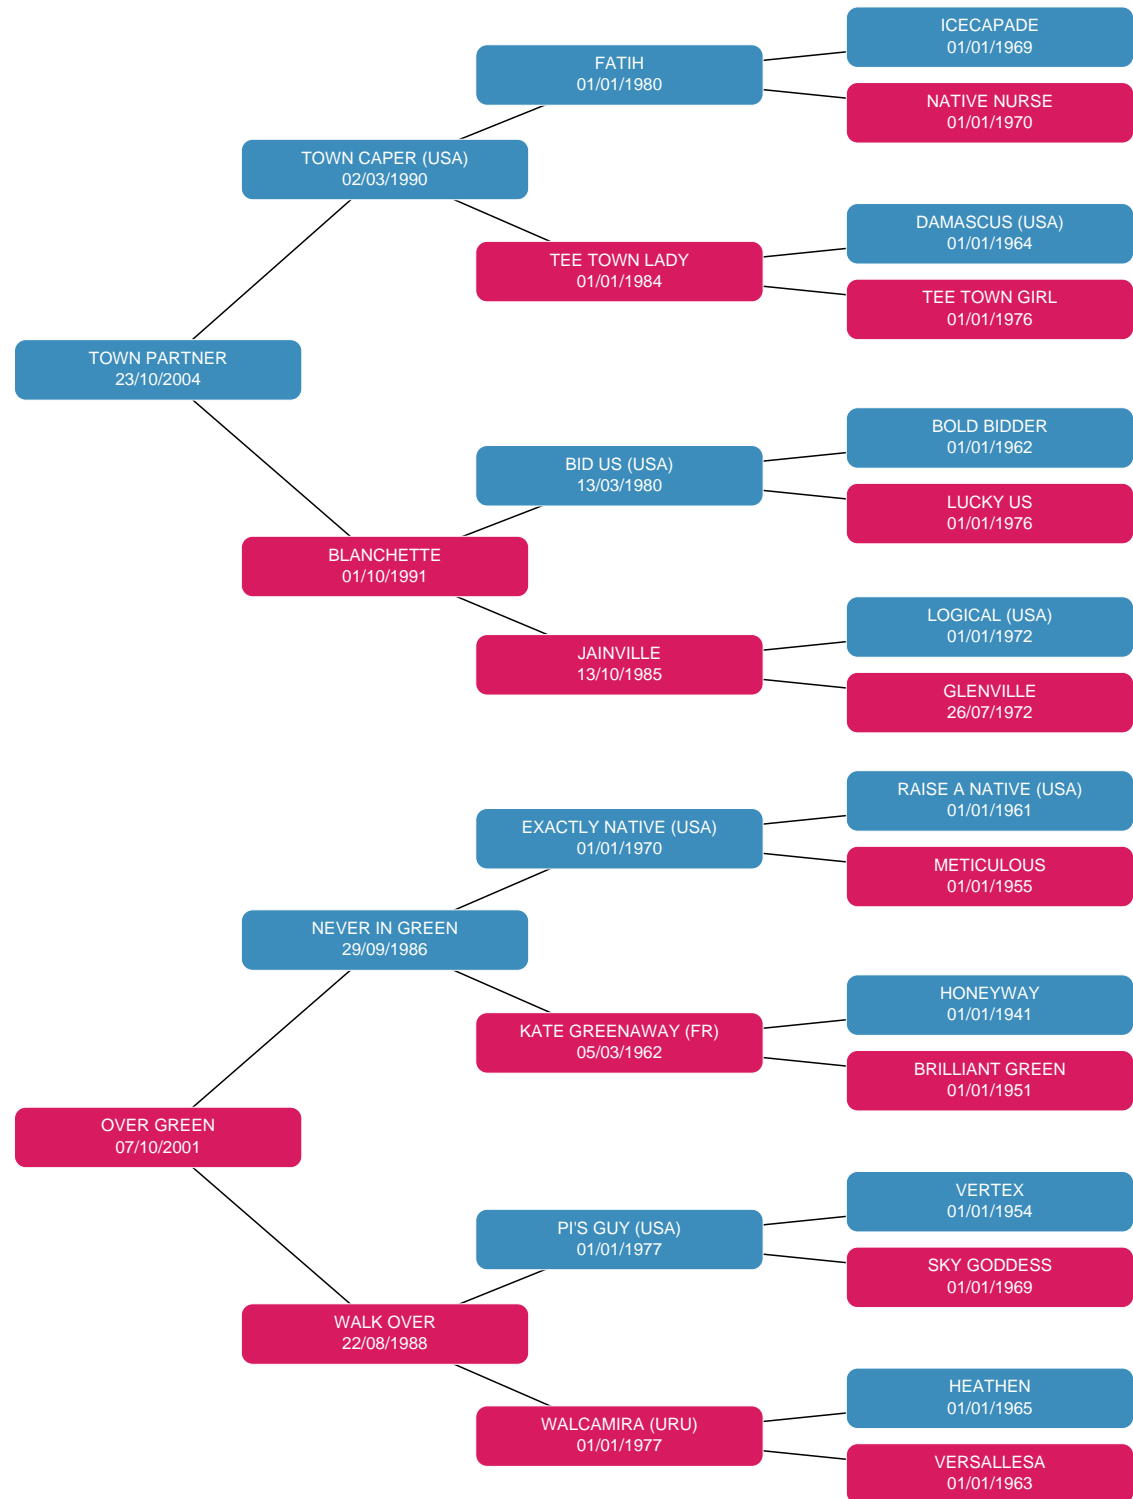 ICECAPADE
01/01/1969
FATIH
01/01/1980
NATIVE NURSE
01/01/1970
TOWN CAPER (USA)
02/03/1990
DAMASCUS (USA)
01/01/1964
TEE TOWN LADY
01/01/1984
TEE TOWN GIRL
01/01/1976
TOWN PARTNER
23/10/2004
BOLD BIDDER
01/01/1962
BID US (USA)
13/03/1980
LUCKY US
01/01/1976
BLANCHETTE
01/10/1991
LOGICAL (USA)
01/01/1972
JAINVILLE
13/10/1985
GLENVILLE
26/07/1972
RAISE A NATIVE (USA)
01/01/1961
EXACTLY NATIVE (USA)
01/01/1970
METICULOUS
01/01/1955
NEVER IN GREEN
29/09/1986
HONEYWAY
01/01/1941
KATE GREENAWAY (FR)
05/03/1962
BRILLIANT GREEN
01/01/1951
OVER GREEN
07/10/2001
VERTEX
01/01/1954
PI'S GUY (USA)
01/01/1977
SKY GODDESS
01/01/1969
WALK OVER
22/08/1988
HEATHEN
01/01/1965
WALCAMIRA (URU)
01/01/1977
VERSALLESA
01/01/1963